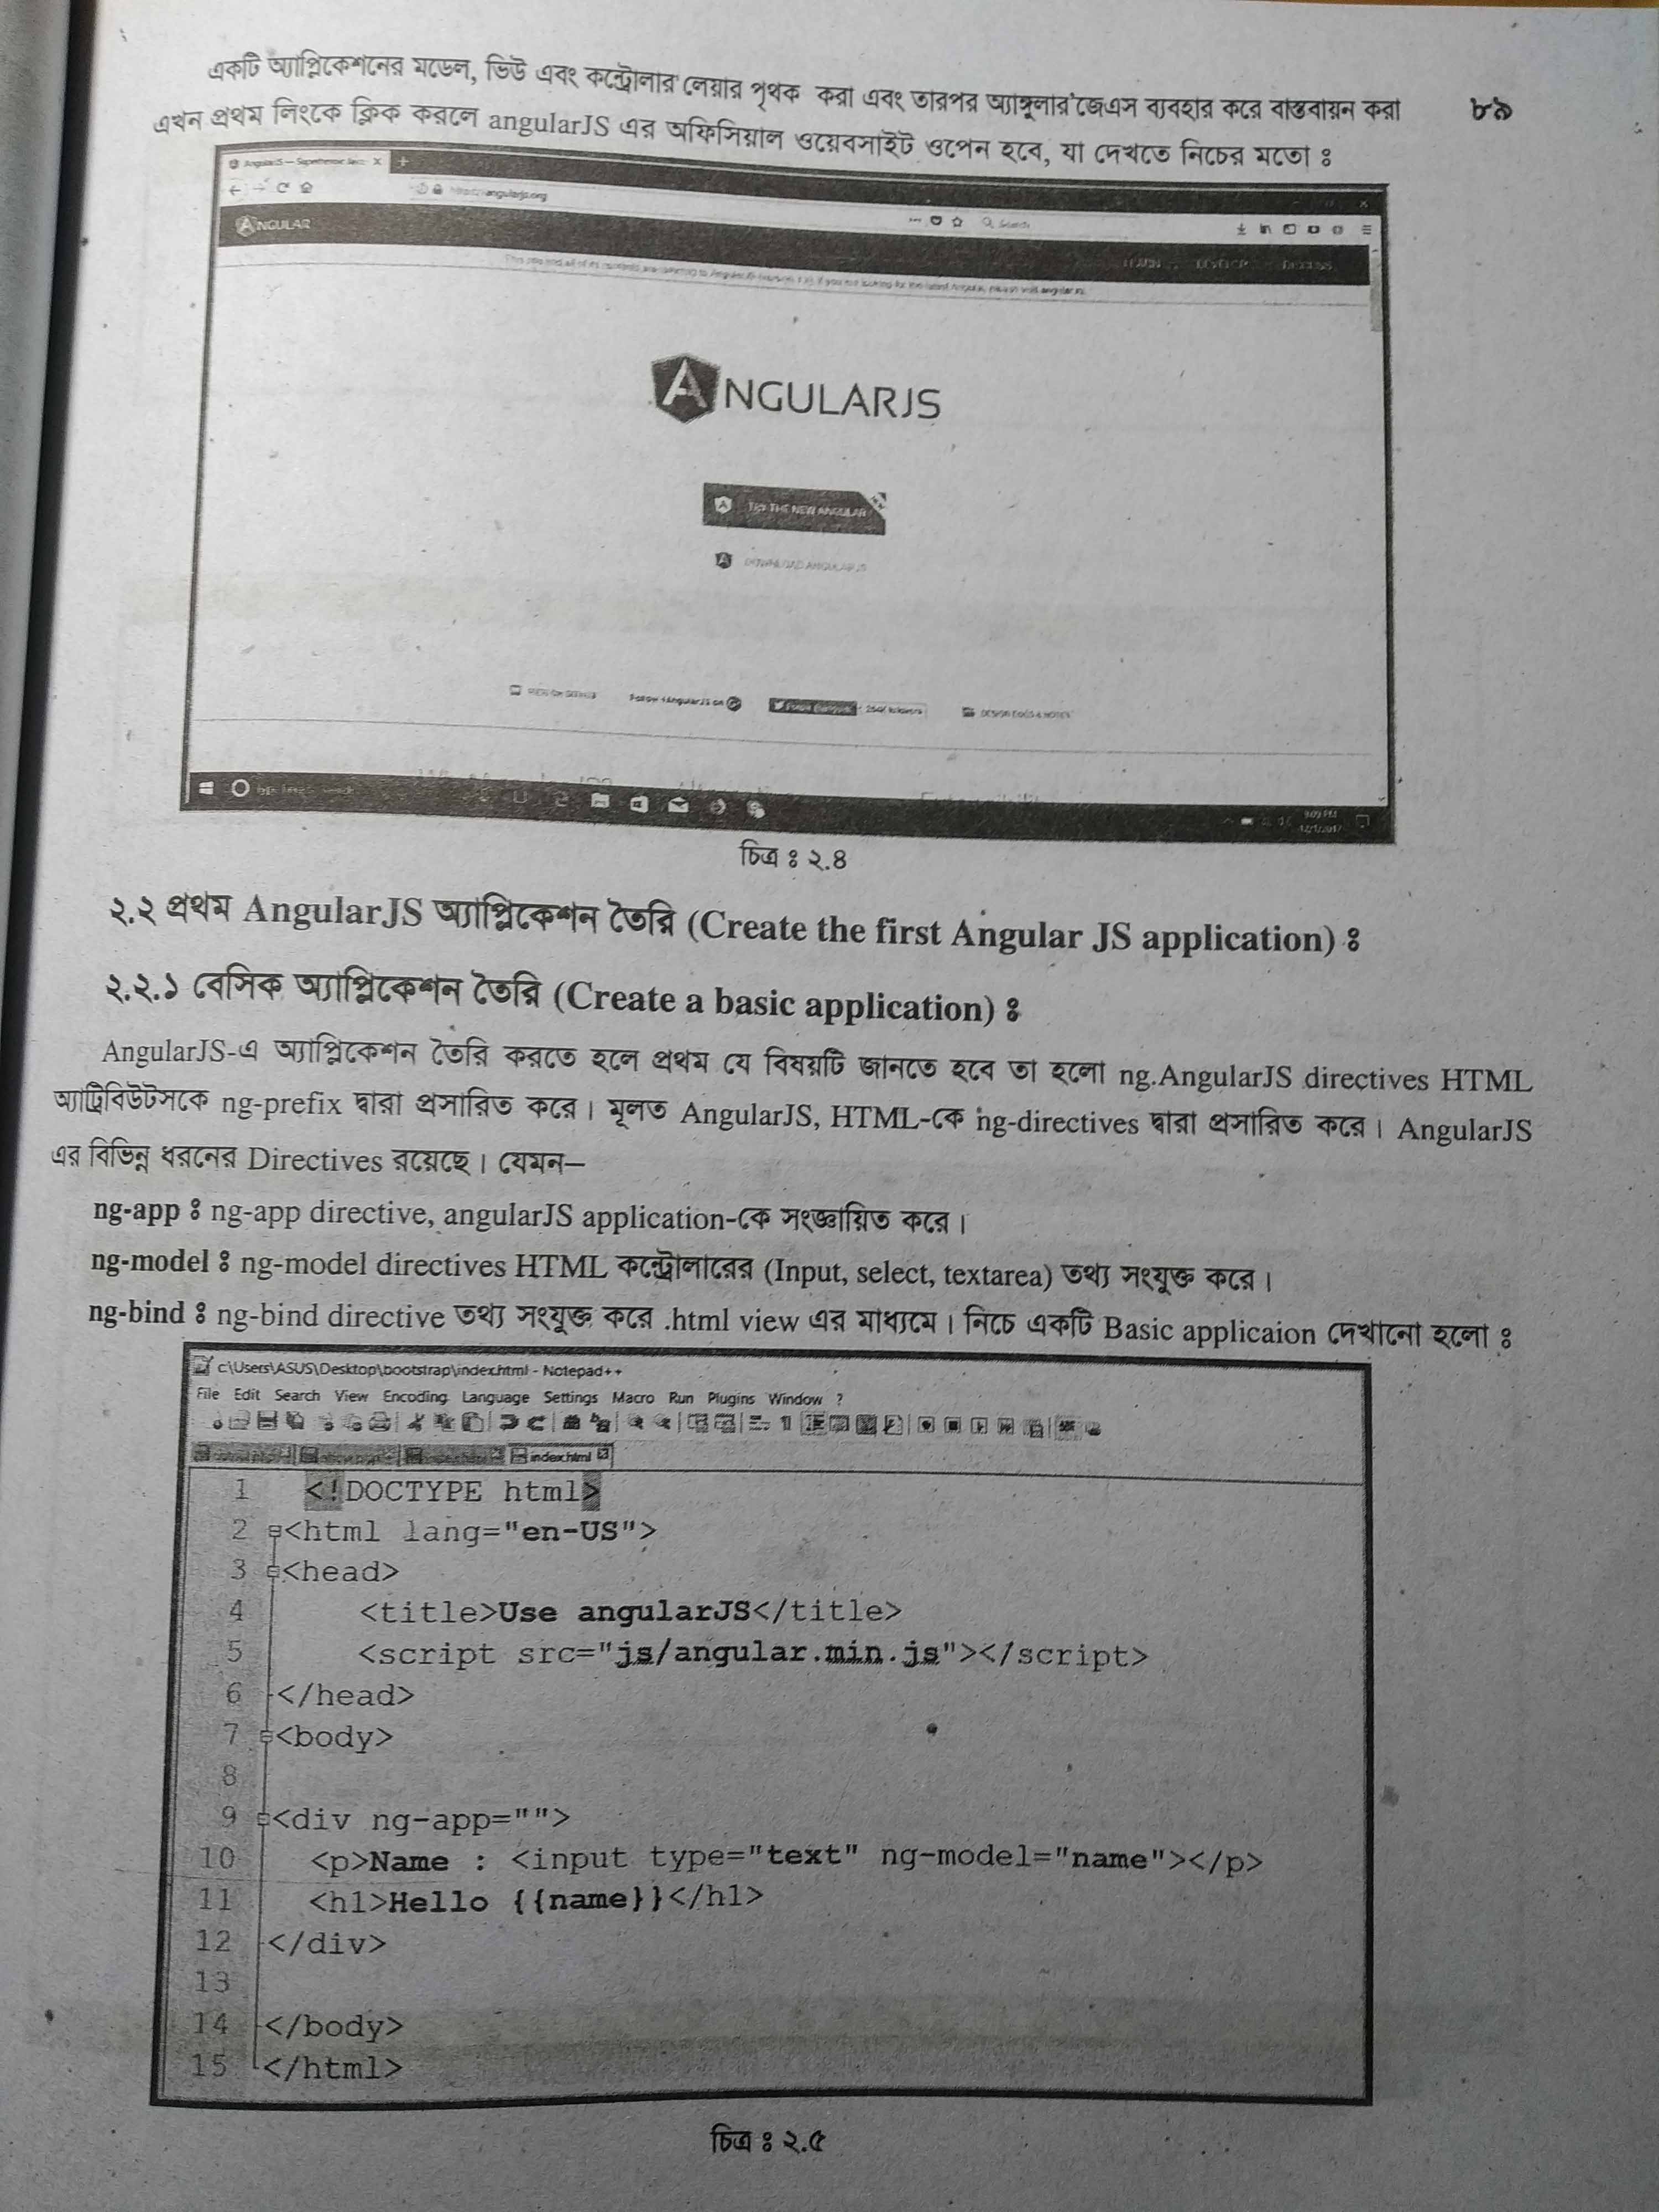 একটি অ্যাপ্লিকেশনের মডেল, ভিউ এবং কন্ট্রোলার লেয়ার পৃথক করা এবং তারপর অ্যাঙ্গুলার জেএস ব্যবহার করে বাস্তবায়ন করা ৮৯
এখন প্রথম লিংকে ক্লিক করলে angularJS এর অফিসিয়াল ওয়েবসাইট ওপেন হবে, যা দেখতে নিচের মতো ঃ
angularjs.org
Search
ANGULAR
ANGULARJS
TRY THE NEW ANGULAR
DOWNLOAD ANGULARJS
VIEW ON GITHUB Follow +AngularJS on DESIGN DOCS & NOTES
চিত্র ঃ ২.৪
২.২ প্রথম AngularJS অ্যাপ্লিকেশন তৈরি (Create the first Angular JS application) ঃ
২.২.১ বেসিক অ্যাপ্লিকেশন তৈরি (Create a basic application) ঃ
AngularJS-এ অ্যাপ্লিকেশন তৈরি করতে হলে প্রথম যে বিষয়টি জানতে হবে তা হলো ng.AngularJS directives HTML
অ্যাট্রিবিউটসকে ng-prefix দ্বারা প্রসারিত করে। মূলত AngularJS, HTML-কে ng-directives দ্বারা প্রসারিত করে। AngularJS
এর বিভিন্ন ধরনের Directives রয়েছে। যেমন–
ng-app ঃ ng-app directive, angularJS application-কে সংজ্ঞায়িত করে।
ng-model ঃ ng-model directives HTML কন্ট্রোলারের (Input, select, textarea) তথ্য সংযুক্ত করে।
ng-bind ঃ ng-bind directive তথ্য সংযুক্ত করে .html view এর মাধ্যমে। নিচে একটি Basic applicaion দেখানো হলো ঃ
c\Users\ASUS\Desktop\bootstrap\index.html - Notepad++
File Edit Search View Encoding Language Settings Macro Run Plugins Window ?
index.html
1 <!DOCTYPE html>
2 <html lang="en-US">
3 <head>
4 <title>Use angularJS</title>
5 <script src="js/angular.min.js"></script>
6 </head>
7 <body>
8
9 <div ng-app="">
10 <p>Name : <input type="text" ng-model="name"></p>
11 <h1>Hello {{name}}</h1>
12 </div>
13
14 </body>
15 </html>
চিত্র ঃ ২.৫